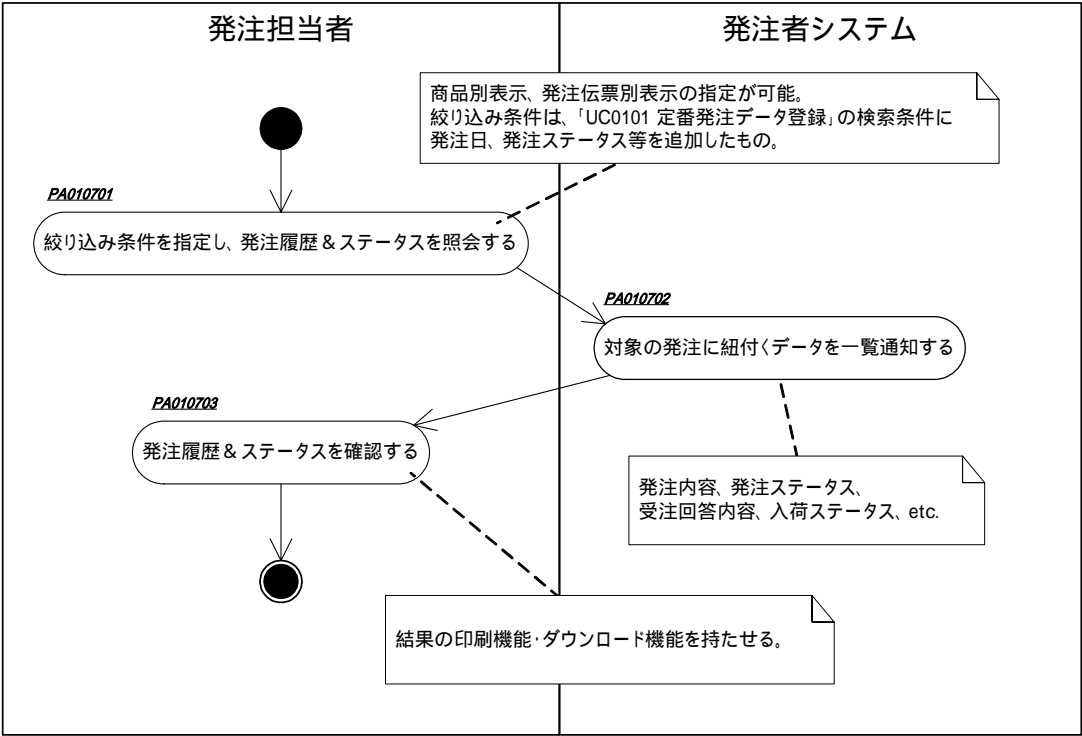 発注担当者
発注者システム
商品別表示、発注伝票別表示の指定が可能。
絞り込み条件は、「UC0101 定番発注データ登録」の検索条件に
発注日、発注ステータス等を追加したもの。
PA010701
絞り込み条件を指定し、発注履歴＆ステータスを照会する
PA010702
対象の発注に紐付くデータを一覧通知する
PA010703
発注履歴＆ステータスを確認する
発注内容、発注ステータス、
受注回答内容、入荷ステータス、etc.
結果の印刷機能・ダウンロード機能を持たせる。